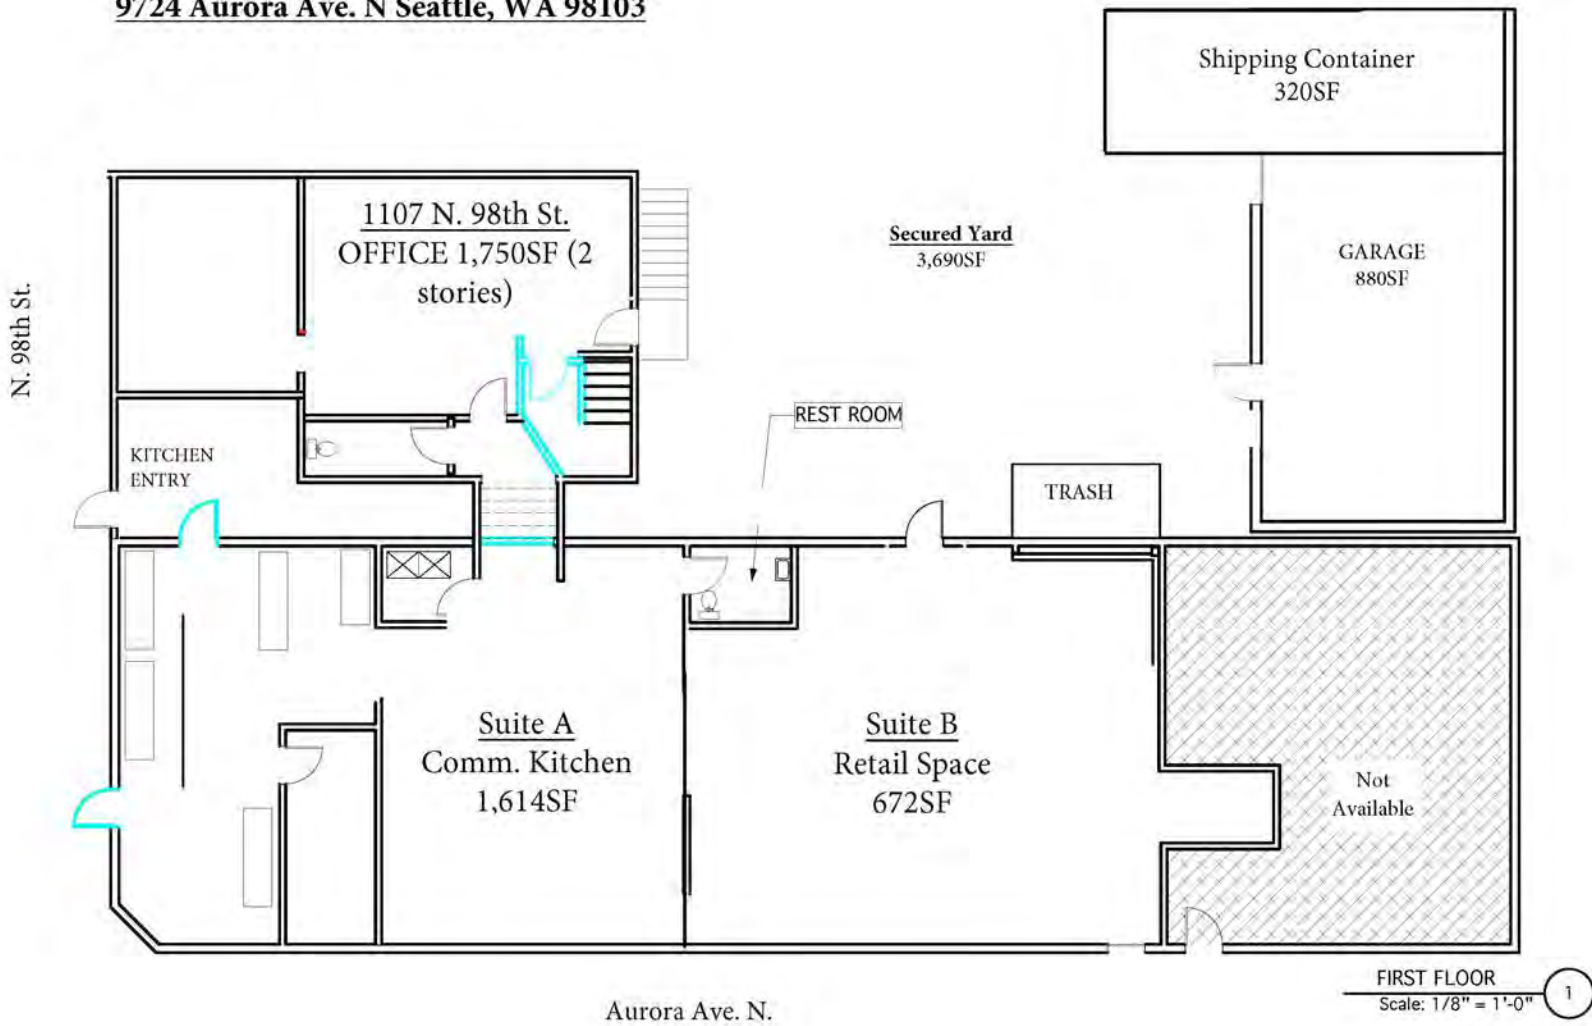 9724 Aurora Ave. N Seattle, WA 98103
Shipping Container
320SF
1107 N. 98th St.
OFFICE 1,750SF (2
stories)
Secured Yard
3,690SF
GARAGE
880SF
N. 98th St.
REST ROOM
KITCHEN
ENTRY
TRASH
Suite A
Comm. Kitchen
1,614SF
Suite B
Retail Space
672SF
Not
Available
FIRST FLOOR
Scale: 1/8" = 1'-0"
1
Aurora Ave. N.